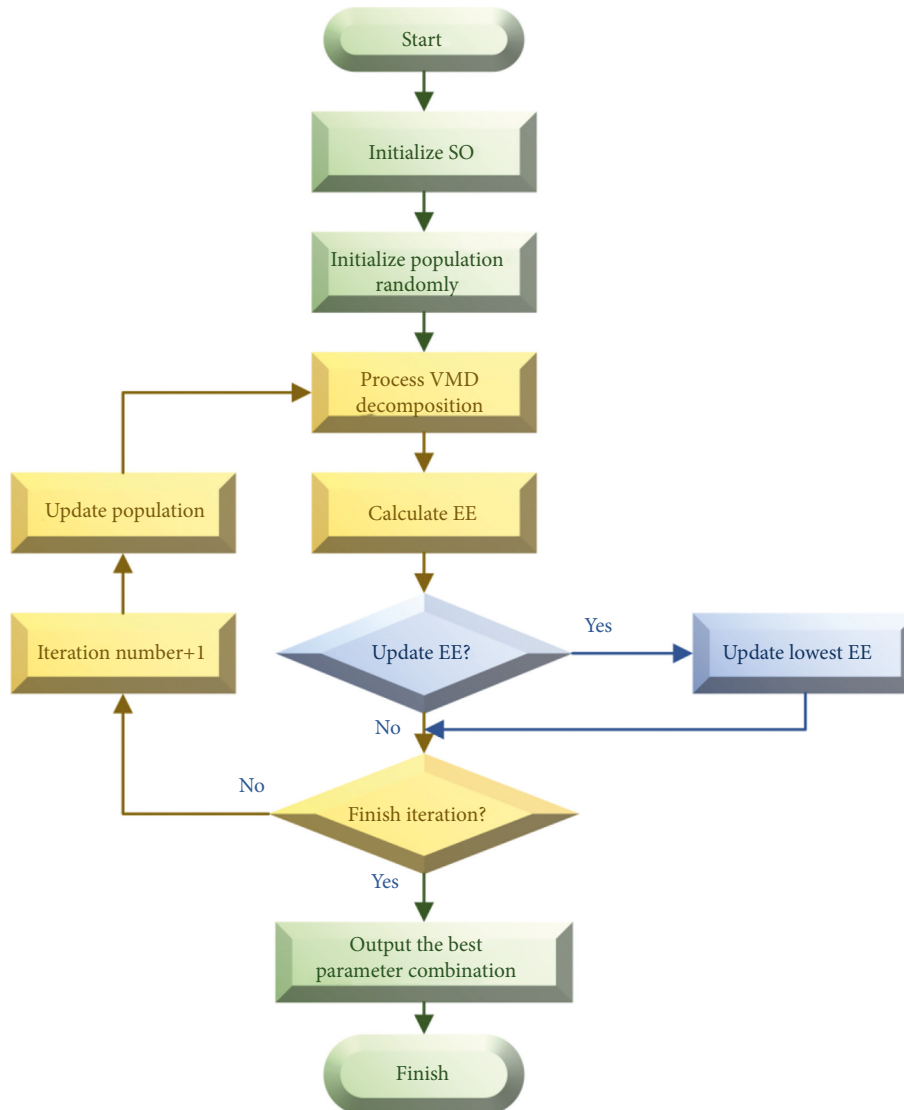 Start
Initialize SO
Initialize population
randomly
Process VMD
decomposition
Update population
Calculate EE
Iteration number+1
Update EE?
Yes
Update lowest EE
No
No
Finish iteration?
Yes
Output the best
parameter combination
Finish